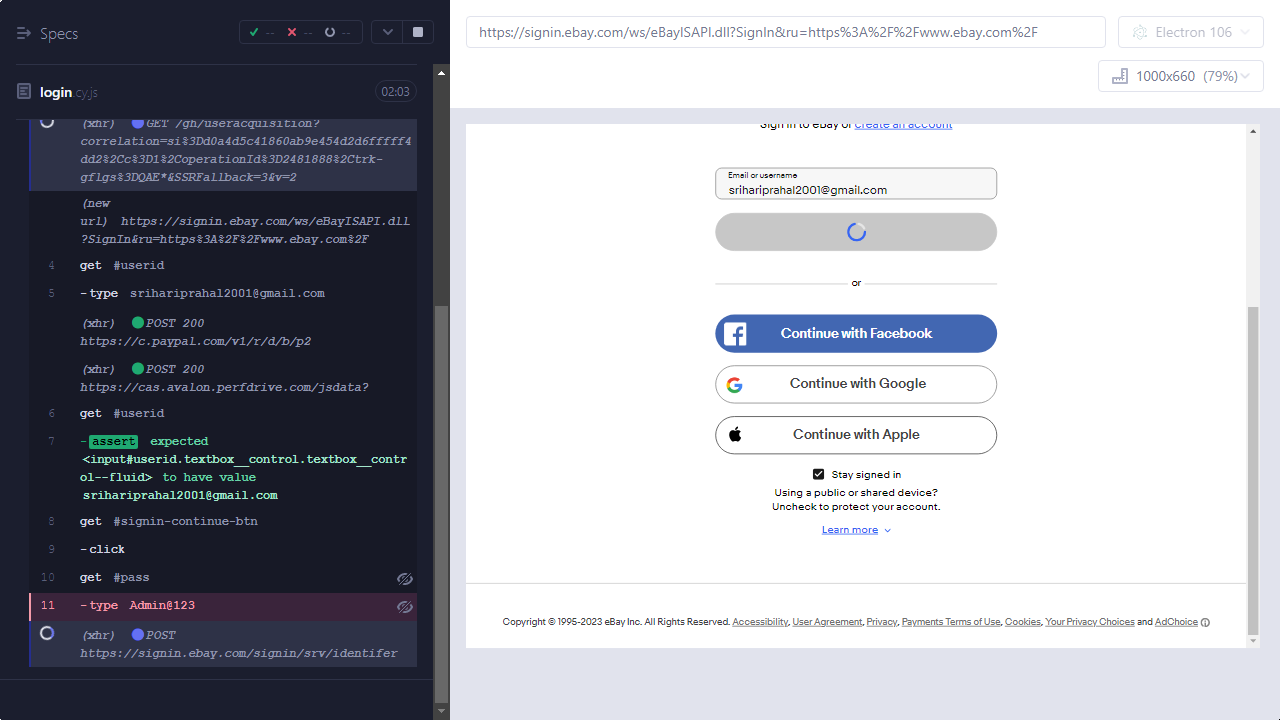 Specs
--
--
--
login cy.js
02:03
(xhr) GET /gh/useracquisition?
correlation=si%3Dd0a4d5c41860ab9e454d2d6fffff4
dd2%2Cc%3D1%2CoperationId%3D2481888%2Ctrk-
gflgs%3DQAE*&SSRFallback=3&v=2
(new
url) https://signin.ebay.com/ws/eBayISAPI.dll
?SignIn&ru=https%3A%2F%2Fwww.ebay.com%2F
4 get #userid
5 -type srihariprahal2001@gmail.com
(xhr) POST 200
https://c.paypal.com/v1/r/d/b/p2
(xhr) POST 200
https://cas.avalon.perfdrive.com/jsdata?
6 get #userid
7 -assert expected
<input#userid.textbox__control.textbox__contr
ol--fluid> to have value
srihariprahal2001@gmail.com
8 get #signin-continue-btn
9 -click
10 get #pass
11 -type Admin@123
(xhr) POST
https://signin.ebay.com/signin/srv/identifer
https://signin.ebay.com/ws/eBayISAPI.dll?SignIn&ru=https%3A%2F%2Fwww.ebay.com%2F
Electron 106
1000x660 (79%)
Sign in to eBay or create an account
Email or username
srihariprahal2001@gmail.com
or
Continue with Facebook
Continue with Google
Continue with Apple
Stay signed in
Using a public or shared device?
Uncheck to protect your account.
Learn more
Copyright © 1995-2023 eBay Inc. All Rights Reserved. Accessibility, User Agreement, Privacy, Payments Terms of Use, Cookies, Your Privacy Choices and AdChoice